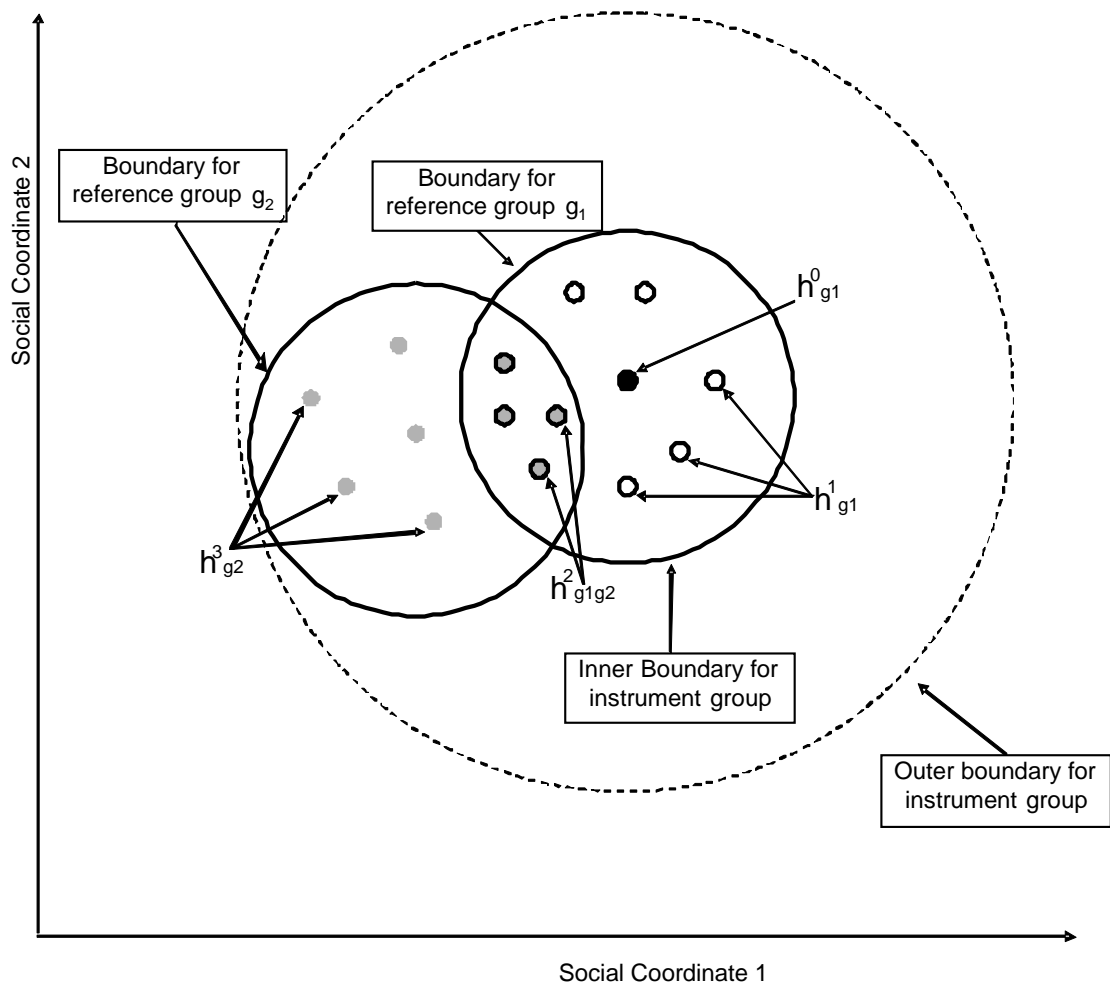 Social Coordinate 2
Boundary for
reference group g₂
Boundary for
reference group g₁
h⁰g1
h¹g1
h³g2
h²g1g2
Inner Boundary for
instrument group
Outer boundary for
instrument group
Social Coordinate 1